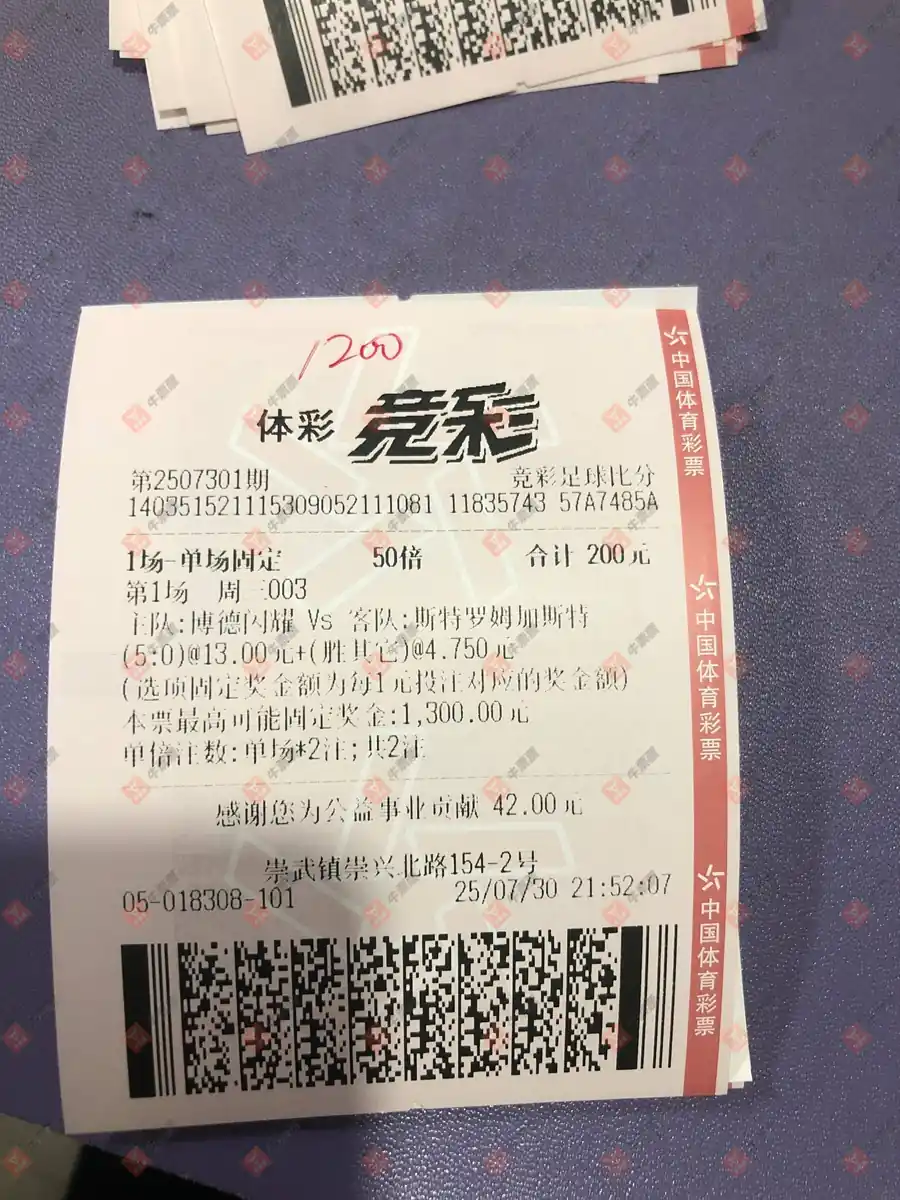 1200
体彩 竞彩
第2507301期 竞彩足球比分
140351521115309052111081 11835743 57A7485A
1场-单场固定 50倍 合计 200元
第1场 周三003
主队:博德闪耀 Vs 客队:斯特罗姆加斯特
(5:0)@13.00元+(胜其它)@4.750元
(选项固定奖金额为每1元投注对应的奖金额)
本票最高可能固定奖金:1,300.00元
单倍注数:单场*2注;共2注
感谢您为公益事业贡献 42.00元
崇武镇崇兴北路154-2号
05-018308-101 25/07/30 21:52:07
中国体育彩票
中国体育彩票
中国体育彩票